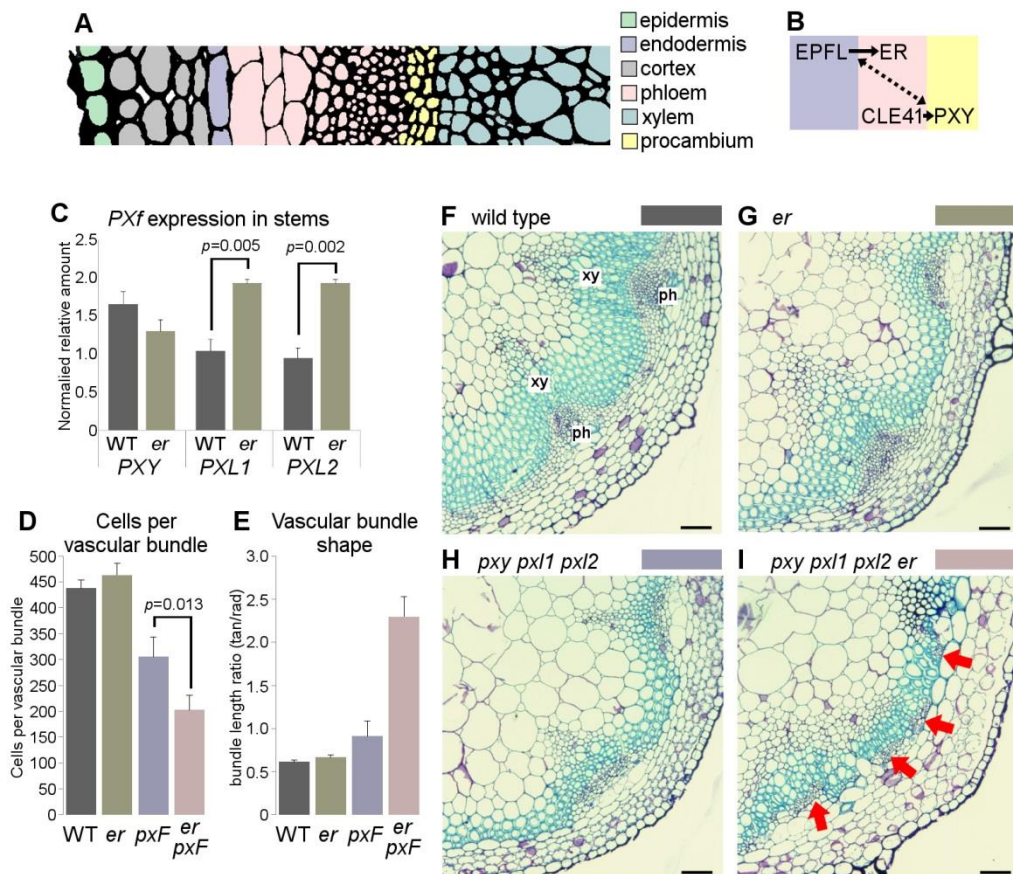 A
epidermis
endodermis
cortex
phloem
xylem
procambium
B
EPFL ER
CLE41 PXY
C PXf expression in stems
Normalied relative amount
2.5
2.0
1.5
1.0
0.5
0
p=0.005
p=0.002
WT er WT er WT er
PXY PXL1 PXL2
D Cells per
vascular bundle
Cells per vascular bundle
500
450
400
350
300
250
200
150
100
50
0
p=0.013
WT er pxF er
pxF
E Vascular bundle
shape
bundle length ratio (tan/rad)
3.0
2.5
2.0
1.5
1.0
0.5
0
WT er pxF er
pxF
F wild type
xy
ph
xy
ph
G er
H pxy pxl1 pxl2
I pxy pxl1 pxl2 er